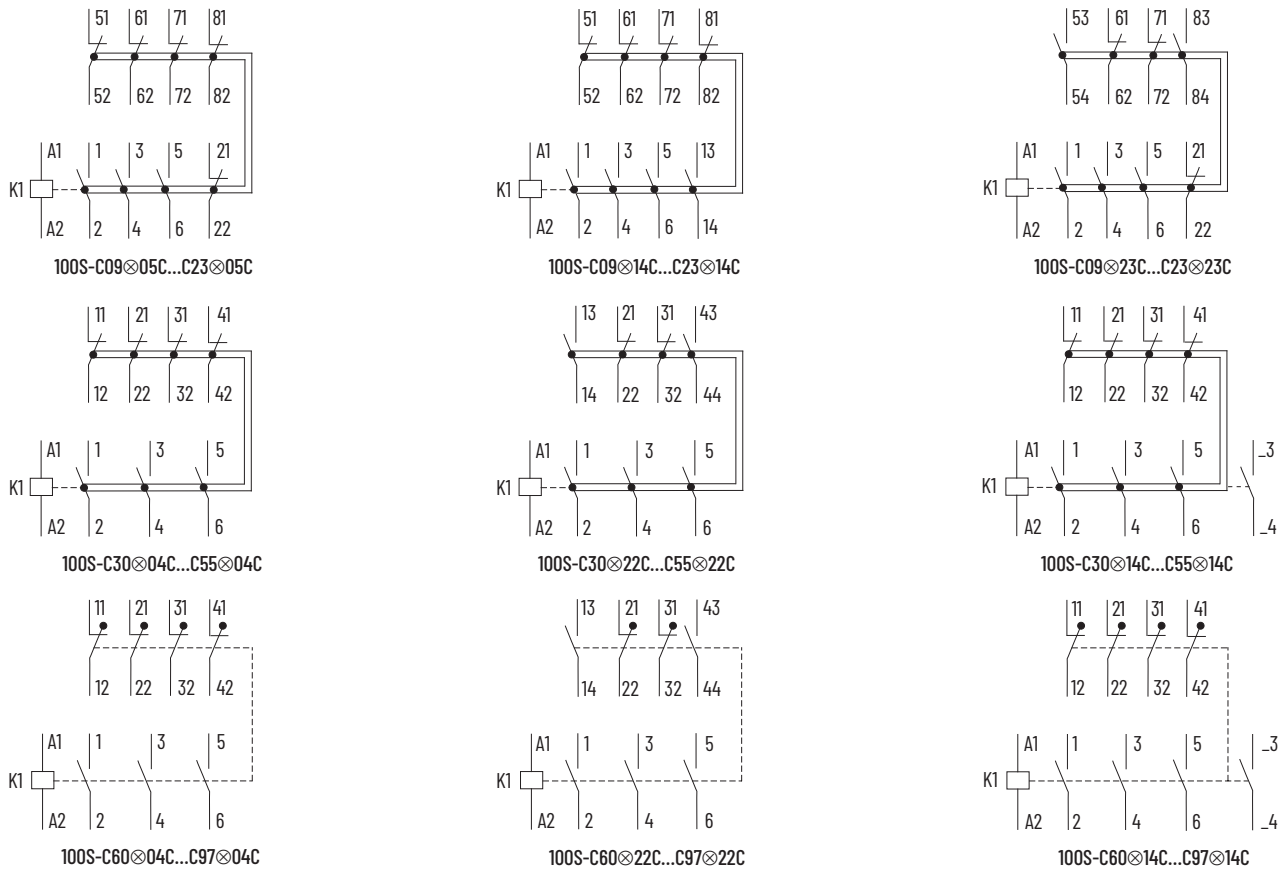 51 61 71 81
52 62 72 82
A1 1 3 5 21
K1
A2 2 4 6 22
100S-C09⊗05C...C23⊗05C
51 61 71 81
52 62 72 82
A1 1 3 5 13
K1
A2 2 4 6 14
100S-C09⊗14C...C23⊗14C
53 61 71 83
54 62 72 84
A1 1 3 5 21
K1
A2 2 4 6 22
100S-C09⊗23C...C23⊗23C
11 21 31 41
12 22 32 42
A1 1 3 5
K1
A2 2 4 6
100S-C30⊗04C...C55⊗04C
13 21 31 43
14 22 32 44
A1 1 3 5
K1
A2 2 4 6
100S-C30⊗22C...C55⊗22C
11 21 31 41
12 22 32 42
A1 1 3 5 _3
K1
A2 2 4 6 _4
100S-C30⊗14C...C55⊗14C
11 21 31 41
12 22 32 42
A1 1 3 5
K1
A2 2 4 6
100S-C60⊗04C...C97⊗04C
13 21 31 43
14 22 32 44
A1 1 3 5
K1
A2 2 4 6
100S-C60⊗22C...C97⊗22C
11 21 31 41
12 22 32 42
A1 1 3 5 _3
K1
A2 2 4 6 _4
100S-C60⊗14C...C97⊗14C